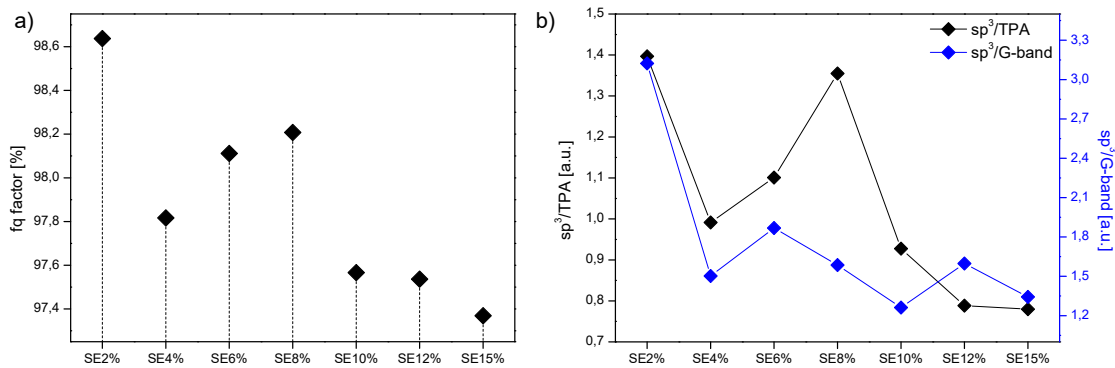 a)
98,6
98,4
98,2
98,0
97,8
97,6
97,4
fq factor [%]
SE2% SE4% SE6% SE8% SE10% SE12% SE15%
b)
1,5
1,4
1,3
1,2
1,1
1,0
0,9
0,8
0,7
sp³/TPA [a.u.]
sp³/TPA
sp³/G-band
3,3
3,0
2,7
2,4
2,1
1,8
1,5
1,2
sp³/G-band [a.u.]
SE2% SE4% SE6% SE8% SE10% SE12% SE15%